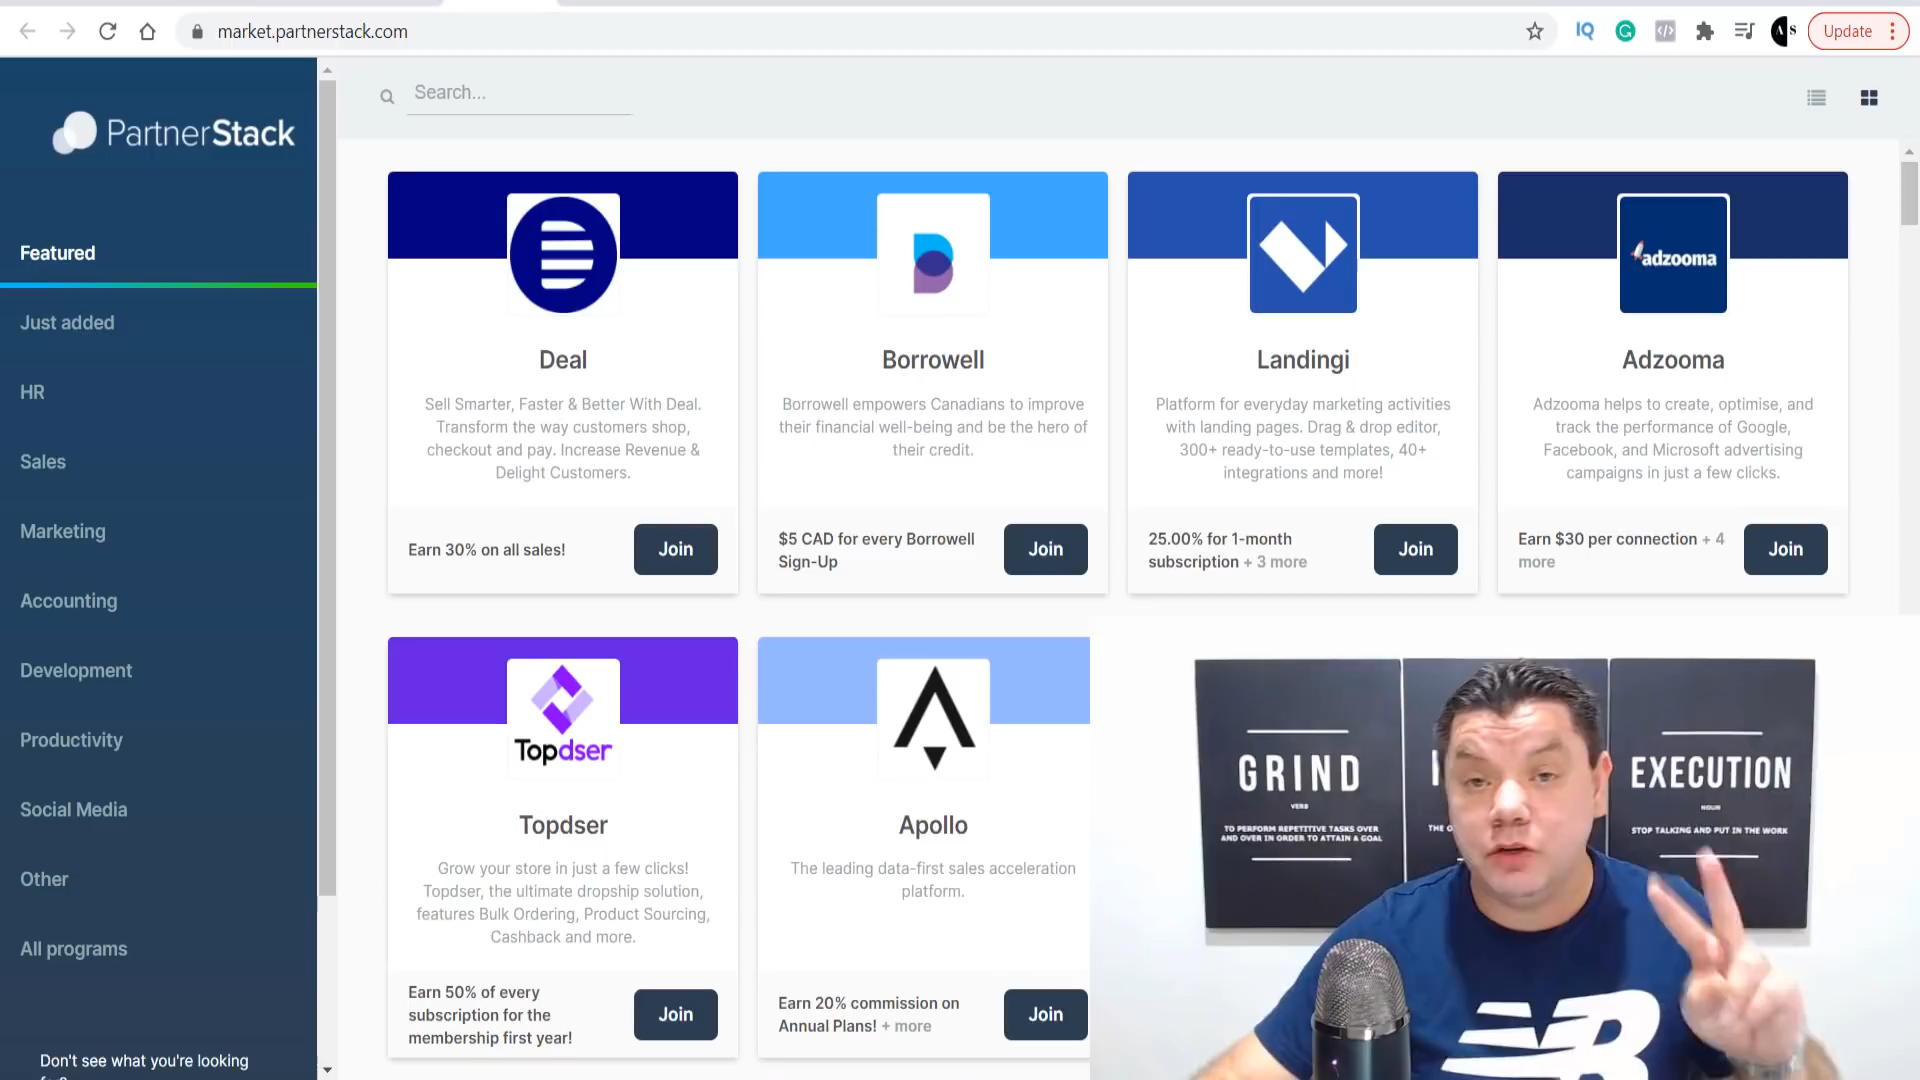 market.partnerstack.com
IQ
G
</>
A S
Update
PartnerStack
Search...
Featured
Just added
HR
Sales
Marketing
Accounting
Development
Productivity
Social Media
Other
All programs
Don't see what you're looking
Deal
Sell Smarter, Faster & Better With Deal.
Transform the way customers shop,
checkout and pay. Increase Revenue &
Delight Customers.
Earn 30% on all sales!
Join
Borrowell
Borrowell empowers Canadians to improve
their financial well-being and be the hero of
their credit.
$5 CAD for every Borrowell
Sign-Up
Join
Landingi
Platform for everyday marketing activities
with landing pages. Drag & drop editor,
300+ ready-to-use templates, 40+
integrations and more!
25.00% for 1-month
subscription + 3 more
Join
adzooma
Adzooma
Adzooma helps to create, optimise, and
track the performance of Google,
Facebook, and Microsoft advertising
campaigns in just a few clicks.
Earn $30 per connection + 4
more
Join
Topdser
Topdser
Grow your store in just a few clicks!
Topdser, the ultimate dropship solution,
features Bulk Ordering, Product Sourcing,
Cashback and more.
Earn 50% of every
subscription for the
membership first year!
Join
Apollo
The leading data-first sales acceleration
platform.
Earn 20% commission on
Annual Plans! + more
Join
GRIND
VERB
TO PERFORM REPETITIVE TASKS OVER
AND OVER IN ORDER TO ATTAIN A GOAL
THE
EXECUTION
NOUN
STOP TALKING AND PUT IN THE WORK